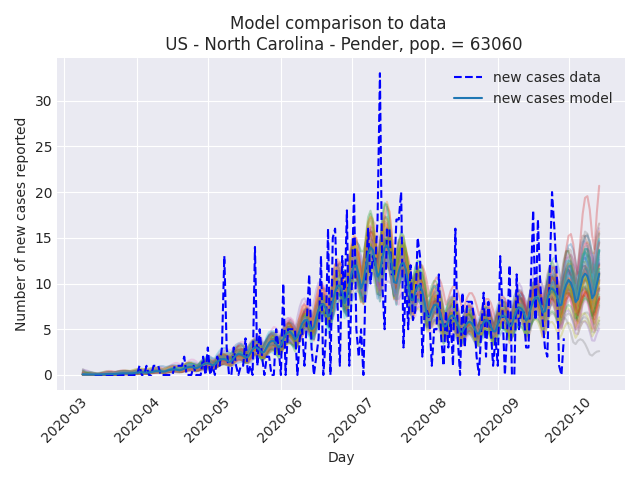 Model comparison to data
US - North Carolina - Pender, pop. = 63060
new cases data
new cases model
Number of new cases reported
30
25
20
15
10
5
0
2020-03
2020-04
2020-05
2020-06
2020-07
2020-08
2020-09
2020-10
Day